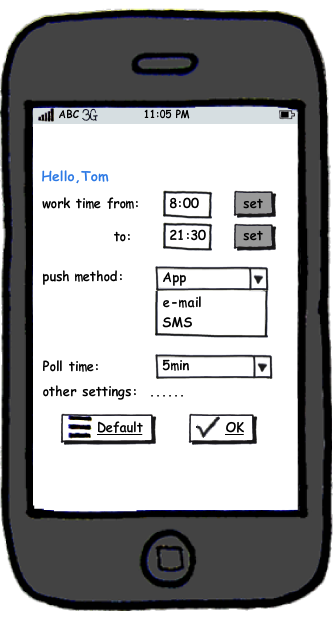 ABC 3G 11:05 PM
Hello, Tom
work time from: 8:00 set
to: 21:30 set
push method: App
e-mail
SMS
Poll time: 5min
other settings: ......
Default OK